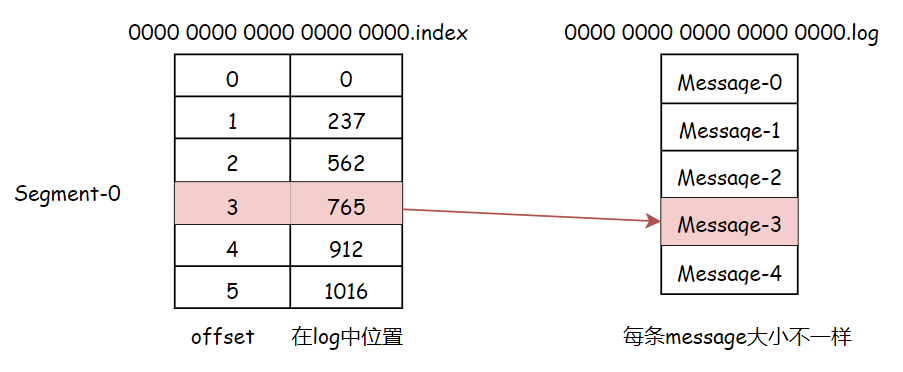 0000 0000 0000 0000 0000.index
0000 0000 0000 0000 0000.log
Segment-0
0 0
1 237
2 562
3 765
4 912
5 1016
offset 在log中位置
Message-0
Message-1
Message-2
Message-3
Message-4
每条message大小不一样